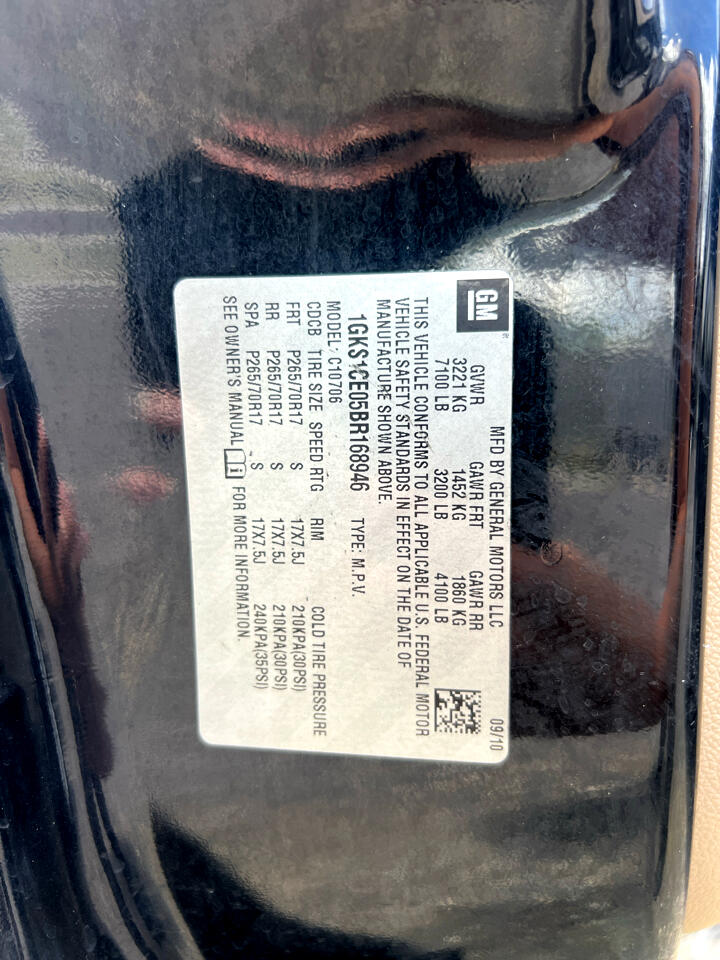 GM
MFD BY GENERAL MOTORS LLC 09/10
GVWR GAWR FRT GAWR RR
3221 KG 1452 KG 1860 KG
7100 LB 3200 LB 4100 LB
THIS VEHICLE CONFORMS TO ALL APPLICABLE U.S. FEDERAL MOTOR
VEHICLE SAFETY STANDARDS IN EFFECT ON THE DATE OF
MANUFACTURE SHOWN ABOVE.
1GKS1CE05BR168946 TYPE: M.P.V.
MODEL: C10706
CDCB TIRE SIZE SPEED RTG RIM COLD TIRE PRESSURE
FRT P265/70R17 S 17X7.5J 210KPA(30PSI)
RR P265/70R17 S 17X7.5J 210KPA(30PSI)
SPA P265/70R17 S 17X7.5J 240KPA(35PSI)
SEE OWNER'S MANUAL FOR MORE INFORMATION.